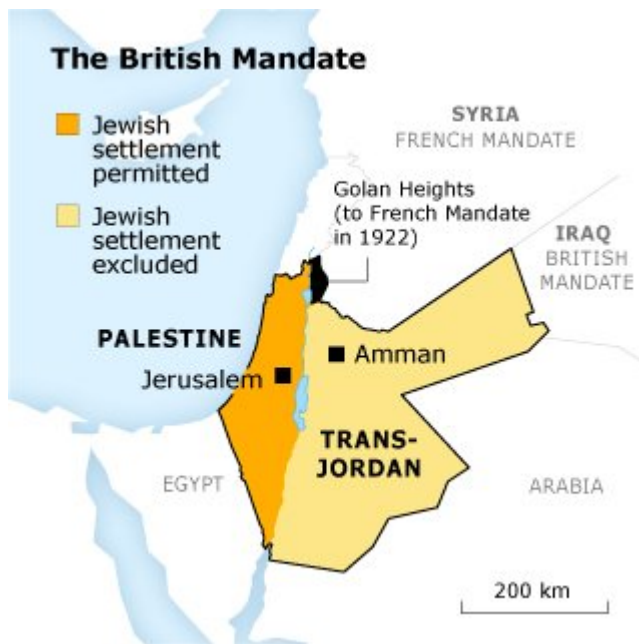 The British Mandate
Jewish
settlement
permitted
Jewish
settlement
excluded
SYRIA
FRENCH MANDATE
Golan Heights
(to French Mandate
in 1922)
IRAQ
BRITISH
MANDATE
PALESTINE
Amman
Jerusalem
TRANS-
JORDAN
EGYPT
ARABIA
200 km